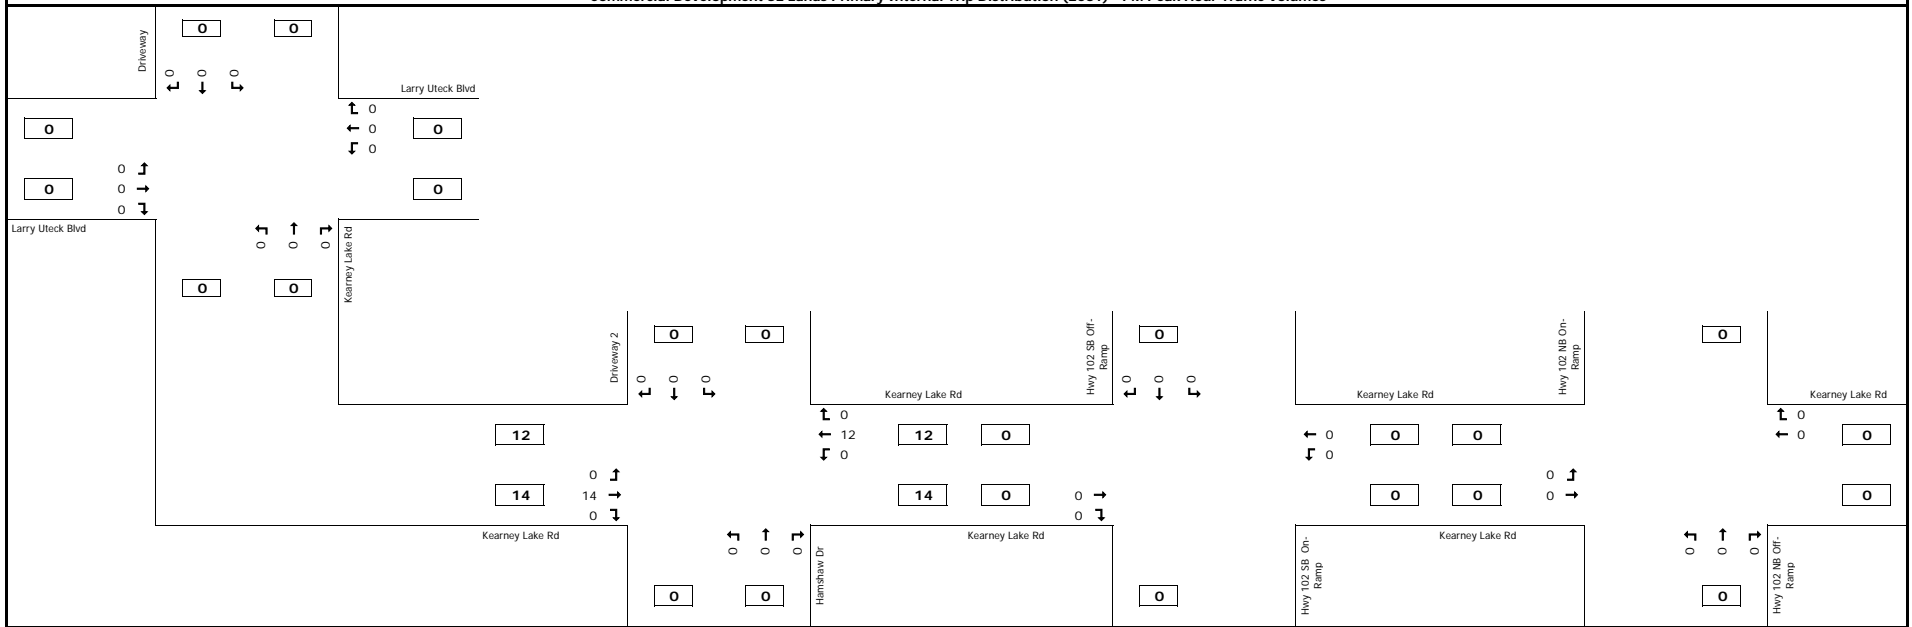 Driveway
0 0
0 0 0
Larry Uteck Blvd
0
0
0
0
0
0
0
0
0
0
Larry Uteck Blvd
0 0 0
Kearney Lake Rd
0 0
Driveway 2
0 0
0 0 0
Kearney Lake Rd
Hwy 102 SB Off-
Ramp
0
0 0 0
Kearney Lake Rd
Hwy 102 NB On-
Ramp
0
Kearney Lake Rd
12
0
12
0
12 0
0
0
0 0
0
0
0
14
0
14
0
14 0
0
0
0 0
0
0
0
Kearney Lake Rd
0 0 0
Hamshaw Dr
Kearney Lake Rd
Hwy 102 SB On-
Ramp
Kearney Lake Rd
0 0 0
Hwy 102 NB Off-
Ramp
0 0
0
0